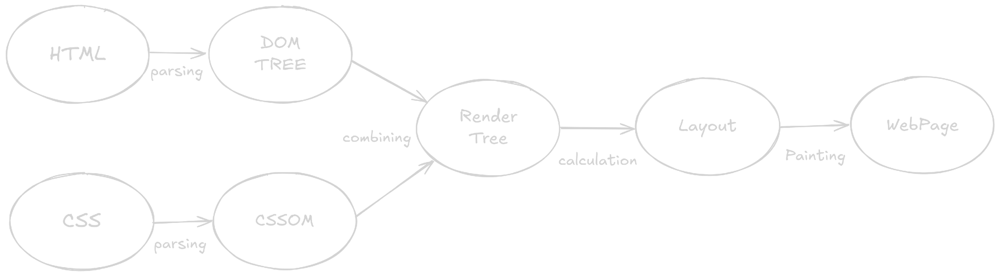 HTML
parsing
DOM
TREE
combining
Render
Tree
calculation
Layout
Painting
WebPage
CSS
parsing
CSSOM